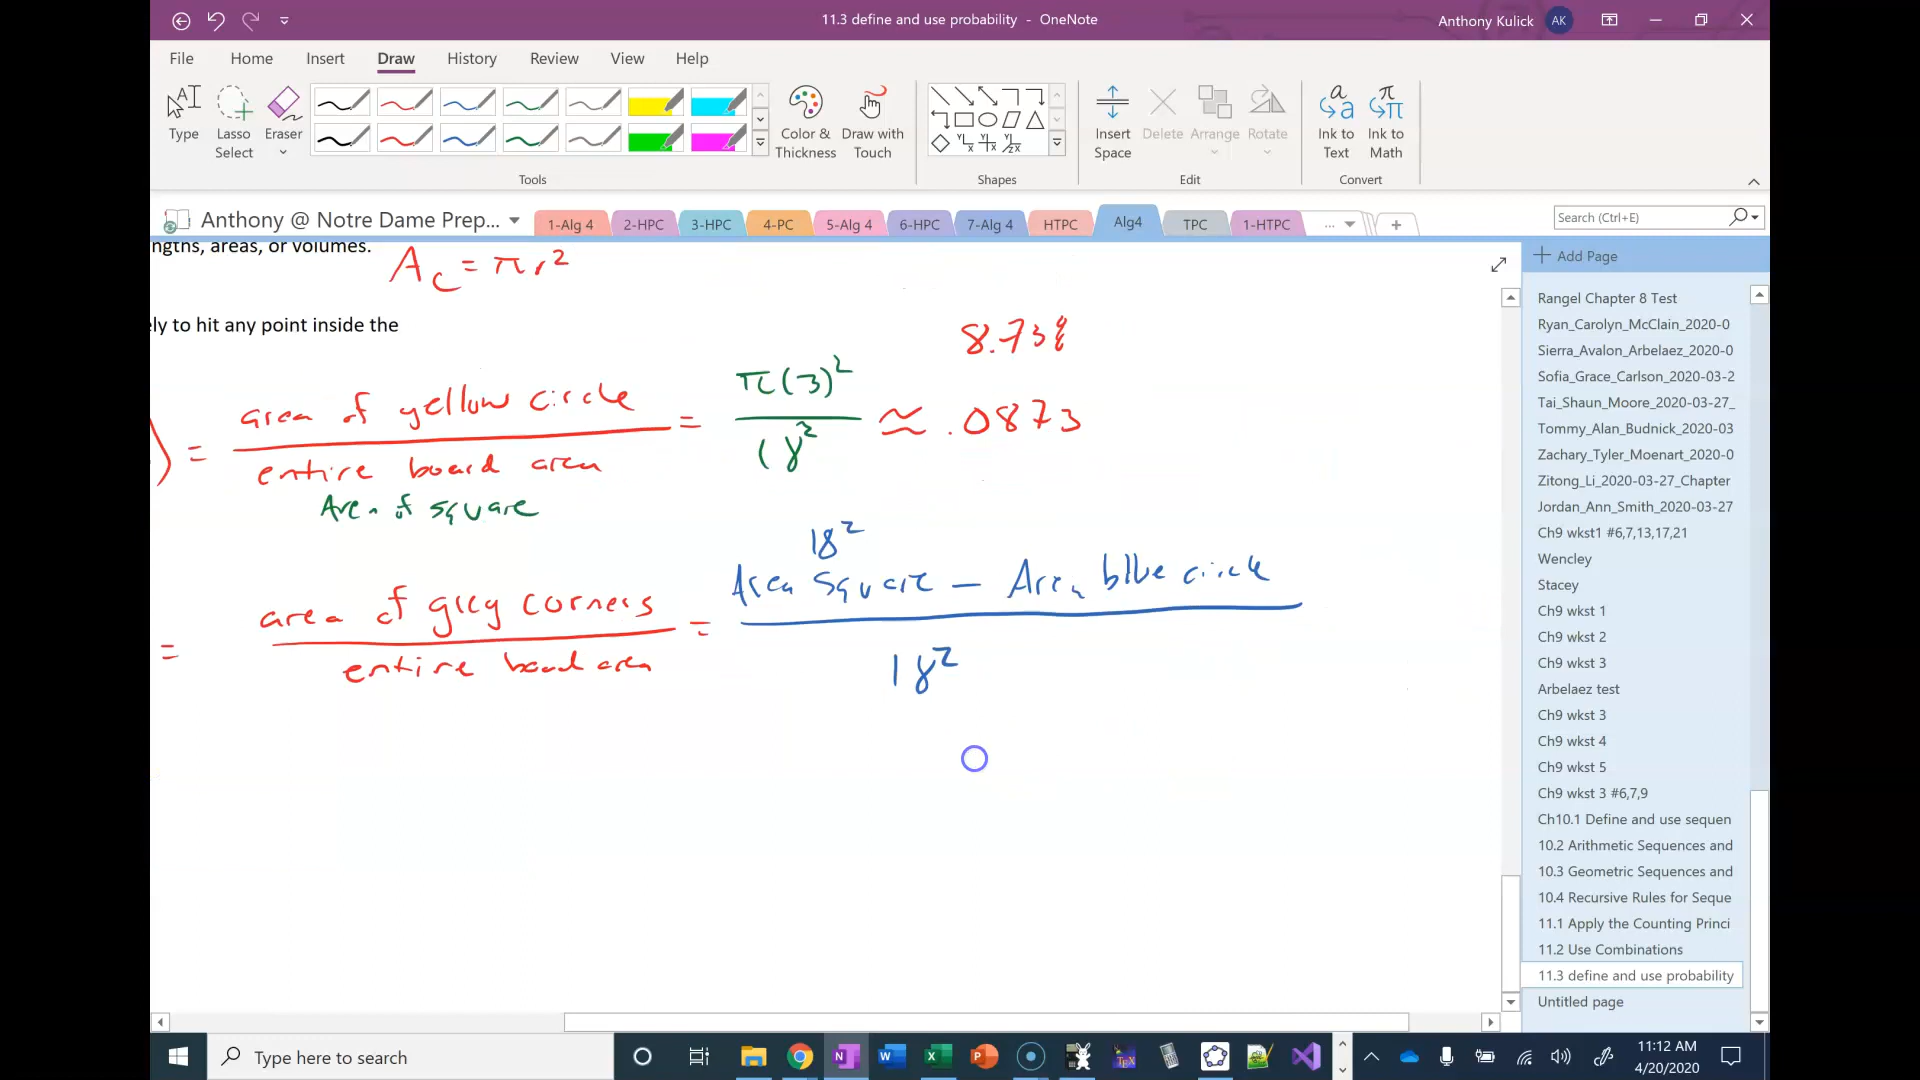 11.3 define and use probability - OneNote
Anthony Kulick AK
File Home Insert Draw History Review View Help
Type
Lasso Select
Eraser
Color & Thickness
Draw with Touch
Insert Space
Delete
Arrange
Rotate
Ink to Text
Ink to Math
Tools
Shapes
Edit
Convert
Anthony @ Notre Dame Prep...
1-Alg 4 2-HPC 3-HPC 4-PC 5-Alg 4 6-HPC 7-Alg 4 HTPC Alg4 TPC 1-HTPC ...
Search (Ctrl+E)
ngths, areas, or volumes.
A_c = πr²
ely to hit any point inside the
8.73%
) = area of yellow circle / entire board area = π(3)² / 18² ≈ .0873
Area of square
18²
= area of grey corners / entire board area = Area square - Area blue circle / 18²
Add Page
Rangel Chapter 8 Test
Ryan_Carolyn_McClain_2020-0
Sierra_Avalon_Arbelaez_2020-0
Sofia_Grace_Carlson_2020-03-2
Tai_Shaun_Moore_2020-03-27_
Tommy_Alan_Budnick_2020-03
Zachary_Tyler_Moenart_2020-0
Zitong_Li_2020-03-27_Chapter
Jordan_Ann_Smith_2020-03-27
Ch9 wkst1 #6,7,13,17,21
Wencley
Stacey
Ch9 wkst 1
Ch9 wkst 2
Ch9 wkst 3
Arbelaez test
Ch9 wkst 3
Ch9 wkst 4
Ch9 wkst 5
Ch9 wkst 3 #6,7,9
Ch10.1 Define and use sequen
10.2 Arithmetic Sequences and
10.3 Geometric Sequences and
10.4 Recursive Rules for Seque
11.1 Apply the Counting Princi
11.2 Use Combinations
11.3 define and use probability
Untitled page
Type here to search
11:12 AM
4/20/2020